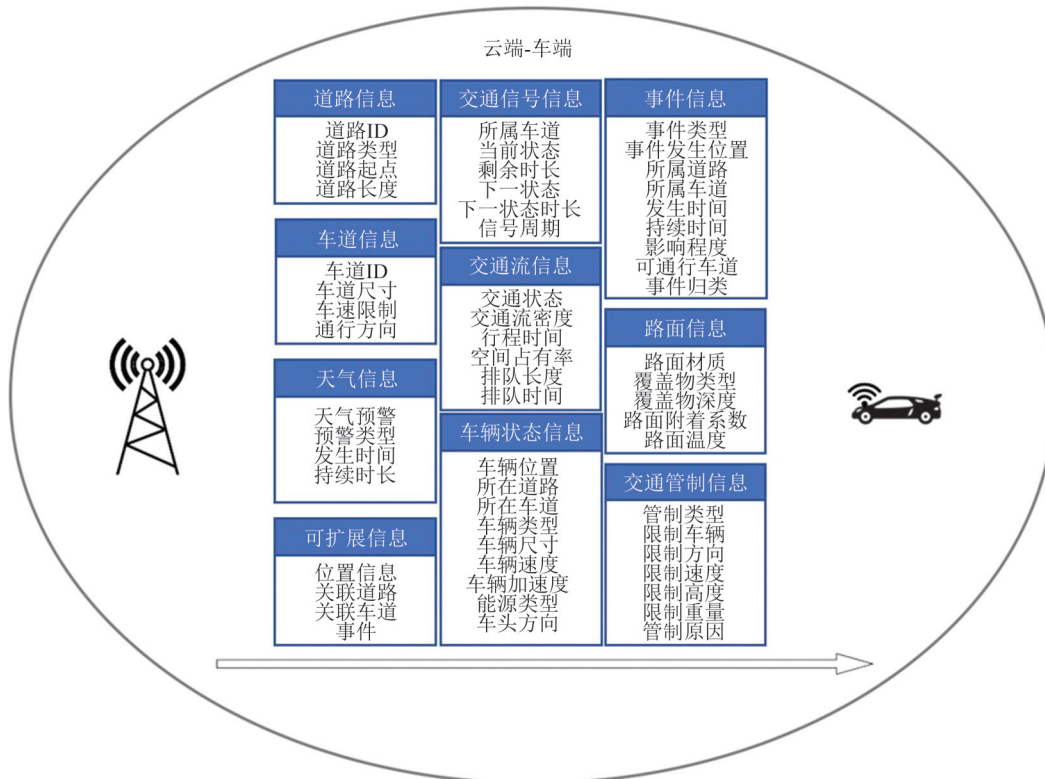 云端-车端
道路信息
道路ID
道路类型
道路起点
道路长度
车道信息
车道ID
车道尺寸
车速限制
通行方向
天气信息
天气预警
预警类型
发生时间
持续时长
可扩展信息
位置信息
关联道路
关联车道
事件
交通信号信息
所属车道
当前状态
剩余时长
下一状态
下一状态时长
信号周期
交通流信息
交通状态
交通流密度
行程时间
空间占有率
排队长度
排队时间
车辆状态信息
车辆位置
所在道路
所在车道
车辆类型
车辆尺寸
车辆速度
车辆加速度
能源类型
车头方向
事件信息
事件类型
事件发生位置
所属道路
所属车道
发生时间
持续时间
影响程度
可通行车道
事件归类
路面信息
路面材质
覆盖物类型
覆盖物深度
路面附着系数
路面温度
交通管制信息
管制类型
限制车辆
限制方向
限制速度
限制高度
限制重量
管制原因